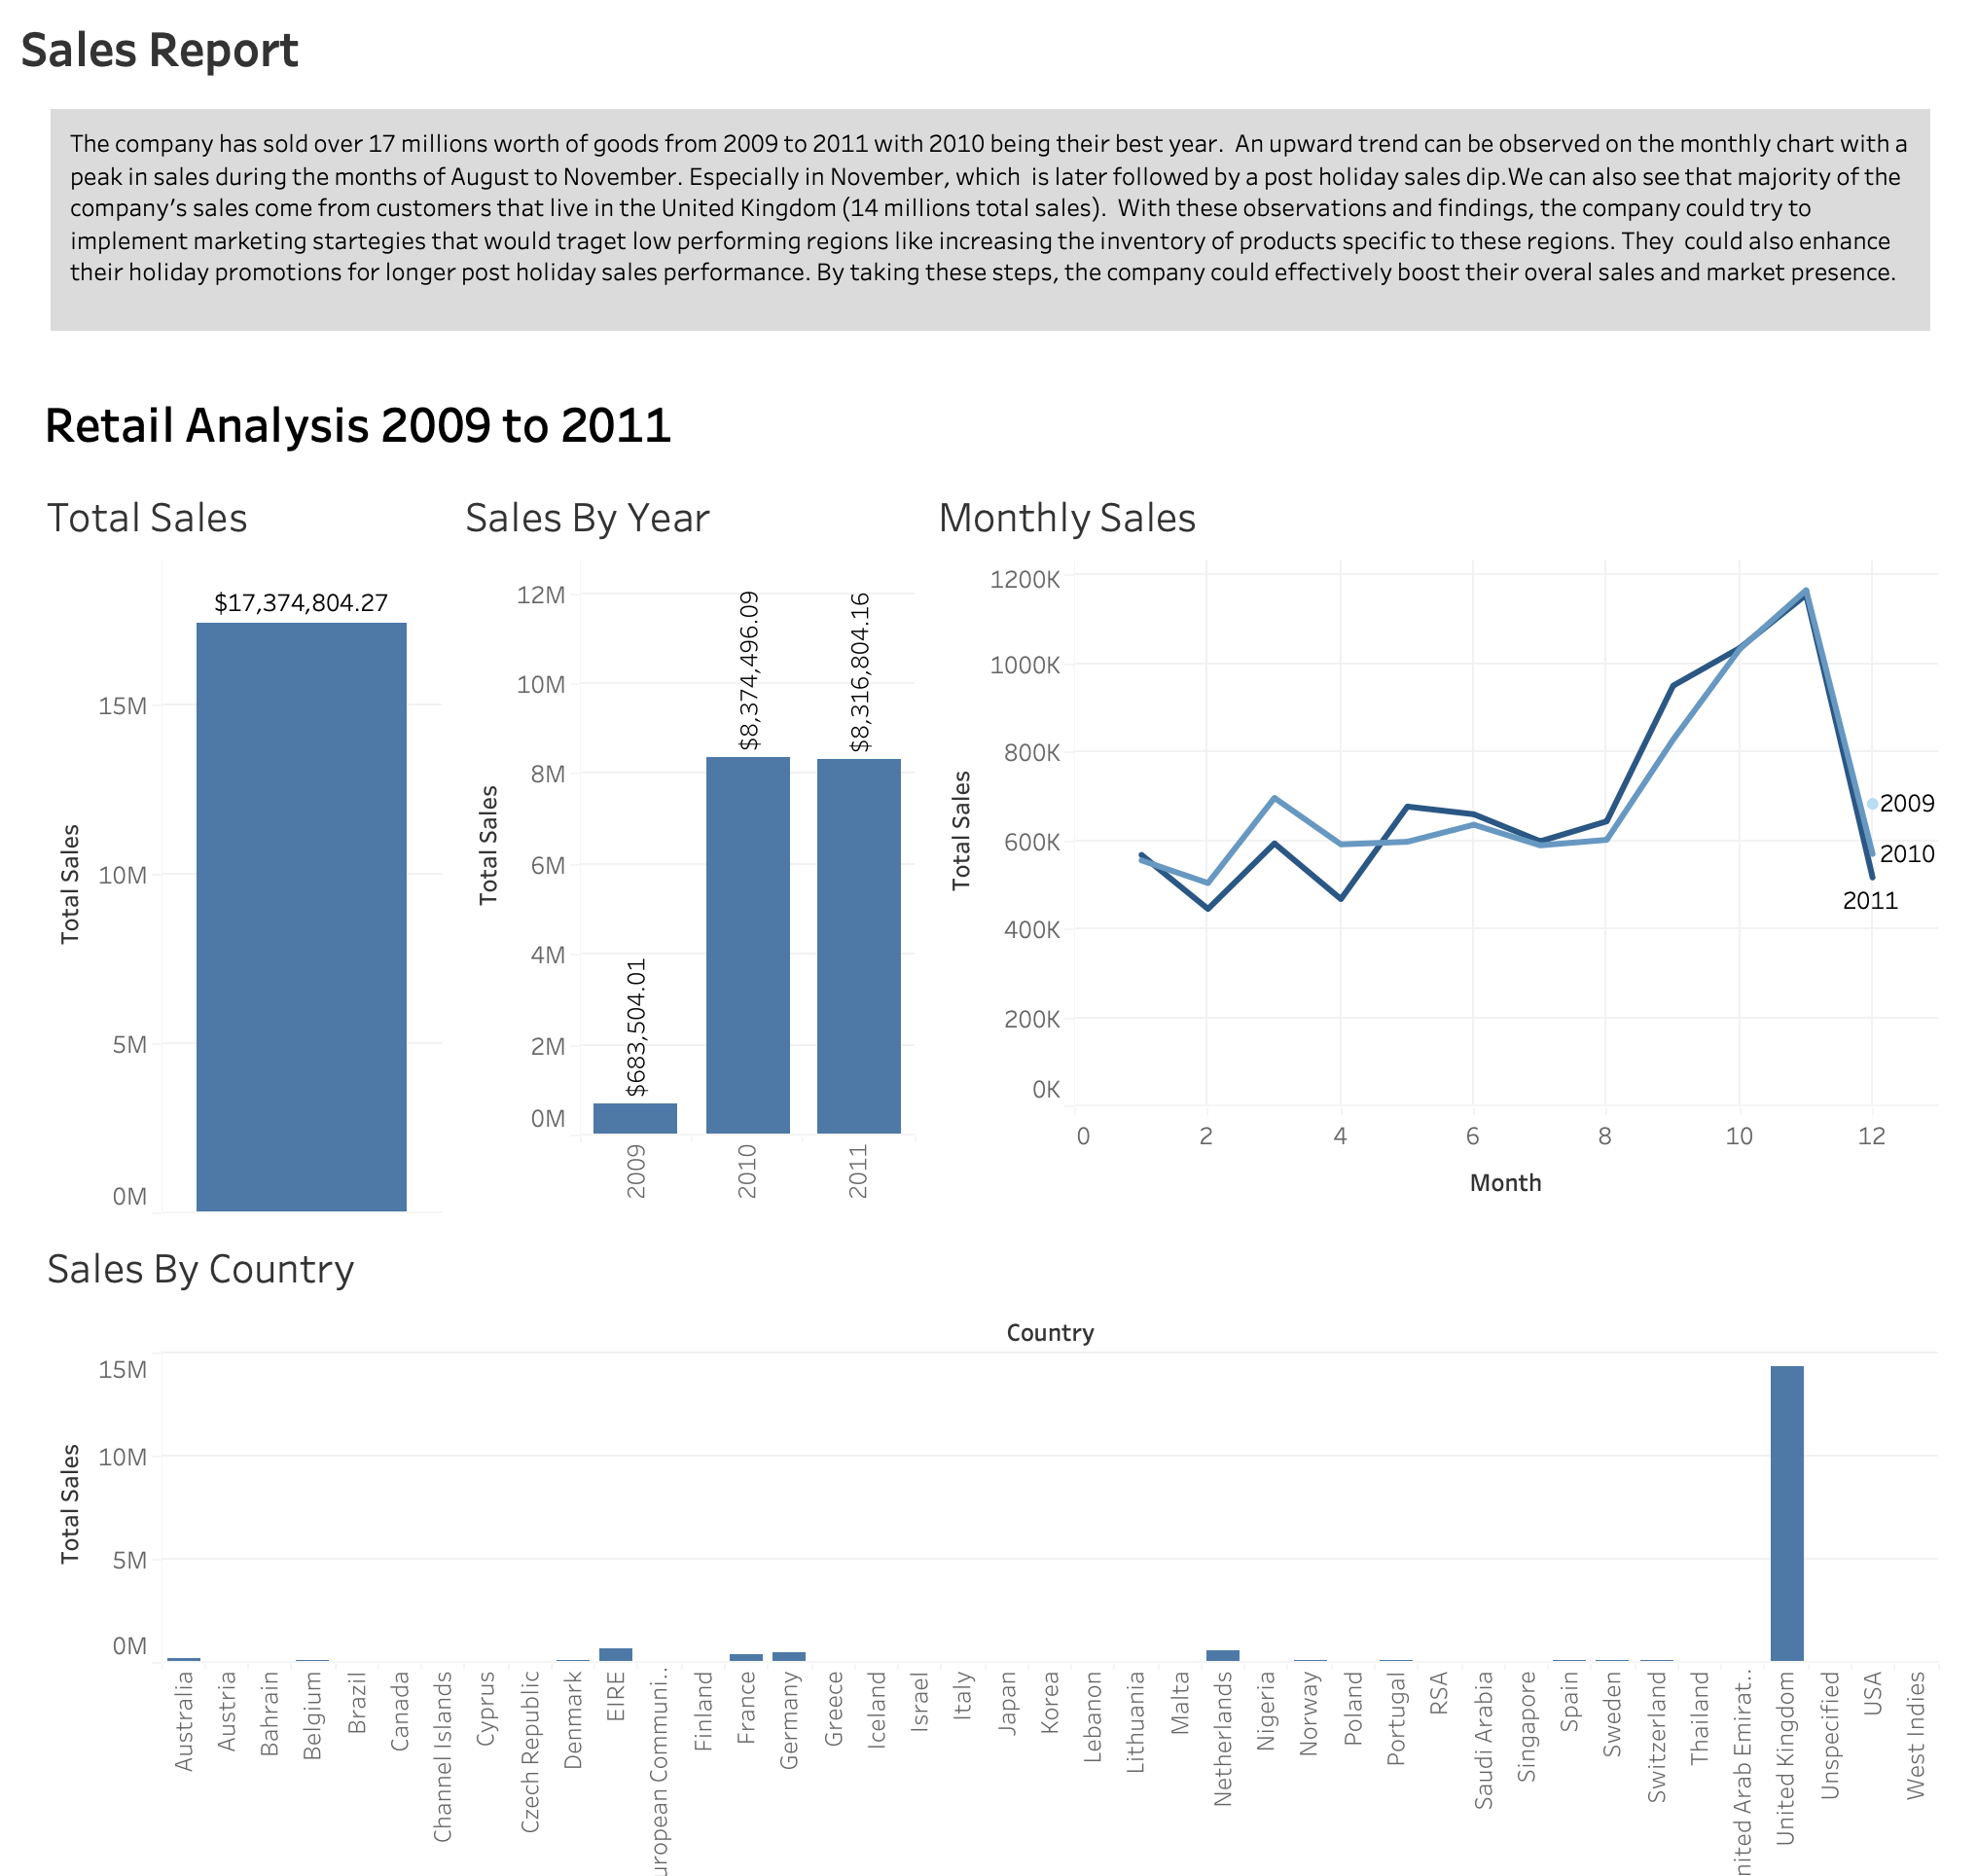 Sales Report
The company has sold over 17 millions worth of goods from 2009 to 2011 with 2010 being their best year.  An upward trend can be observed on the monthly chart with a
peak in sales during the months of August to November. Especially in November, which  is later followed by a post holiday sales dip.We can also see that majority of the
company's sales come from customers that live in the United Kingdom (14 millions total sales).  With these observations and findings, the company could try to
implement marketing startegies that would traget low performing regions like increasing the inventory of products specific to these regions. They  could also enhance
their holiday promotions for longer post holiday sales performance. By taking these steps, the company could effectively boost their overal sales and market presence.
Retail Analysis 2009 to 2011
Total Sales
$17,374,804.27
15M
10M
5M
0M
Total Sales
Sales By Year
12M
10M
8M
6M
4M
2M
0M
Total Sales
$683,504.01
$8,374,496.09
$8,316,804.16
2009
2010
2011
Monthly Sales
1200K
1000K
800K
600K
400K
200K
0K
Total Sales
2009
2010
2011
0
2
4
6
8
10
12
Month
Sales By Country
Country
15M
10M
5M
0M
Total Sales
Australia
Austria
Bahrain
Belgium
Brazil
Canada
Channel Islands
Cyprus
Czech Republic
Denmark
EIRE
uropean Communi..
Finland
France
Germany
Greece
Iceland
Israel
Italy
Japan
Korea
Lebanon
Lithuania
Malta
Netherlands
Nigeria
Norway
Poland
Portugal
RSA
Saudi Arabia
Singapore
Spain
Sweden
Switzerland
Thailand
nited Arab Emirat..
United Kingdom
Unspecified
USA
West Indies